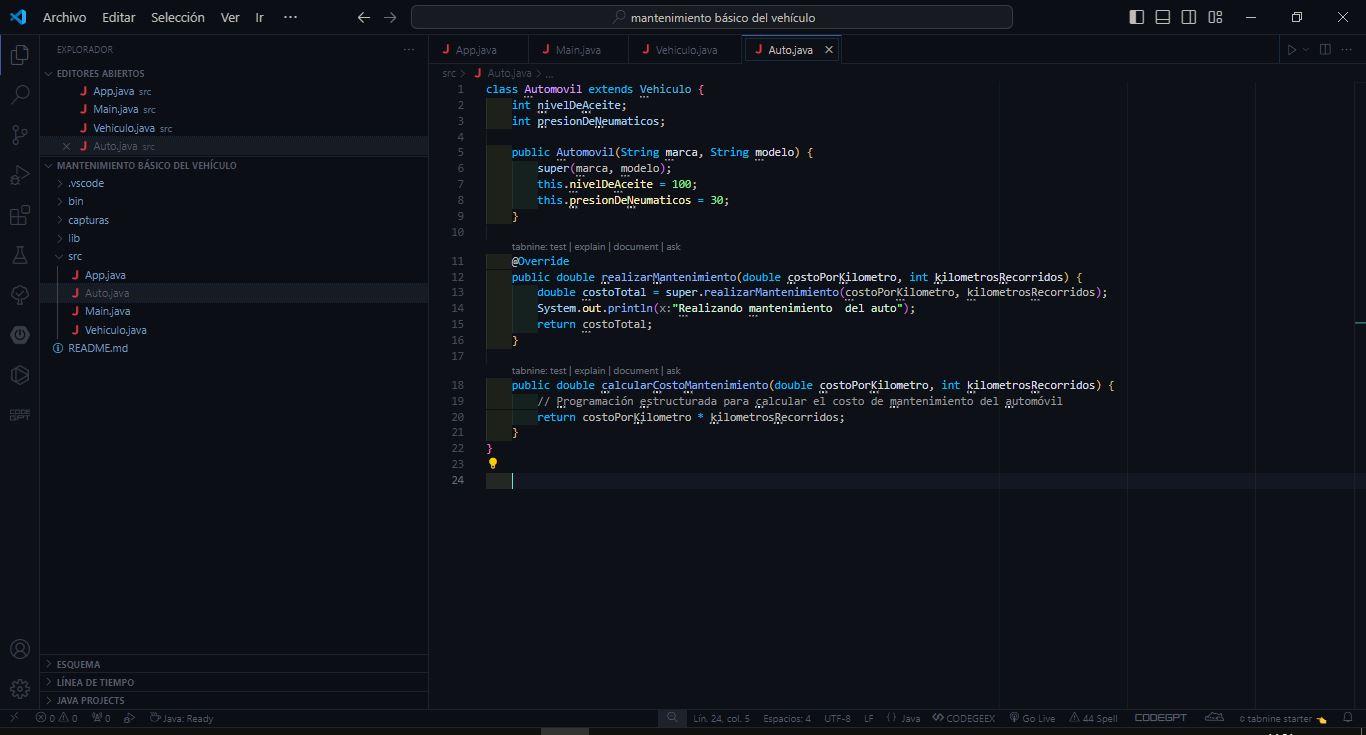 Archivo Editar Selección Ver Ir ···
mantenimiento básico del vehículo
EXPLORADOR ···
EDITORES ABIERTOS
J App.java src
J Main.java src
J Vehiculo.java src
J Auto.java src
MANTENIMIENTO BÁSICO DEL VEHÍCULO
.vscode
bin
capturas
lib
src
J App.java
J Auto.java
J Main.java
J Vehiculo.java
README.md
ESQUEMA
LÍNEA DE TIEMPO
JAVA PROJECTS
J App.java J Main.java J Vehiculo.java J Auto.java
src > J Auto.java > ...
1 class Automovil extends Vehiculo {
2 int nivelDeAceite;
3 int presionDeNeumaticos;
4
5 public Automovil(String marca, String modelo) {
6 super(marca, modelo);
7 this.nivelDeAceite = 100;
8 this.presionDeNeumaticos = 30;
9 }
10
tabnine: test | explain | document | ask
11 @Override
12 public double realizarMantenimiento(double costoPorKilometro, int kilometrosRecorridos) {
13 double costoTotal = super.realizarMantenimiento(costoPorKilometro, kilometrosRecorridos);
14 System.out.println(x:"Realizando mantenimiento  del auto");
15 return costoTotal;
16 }
17
tabnine: test | explain | document | ask
18 public double calcularCostoMantenimiento(double costoPorKilometro, int kilometrosRecorridos) {
19 // Programación estructurada para calcular el costo de mantenimiento del automóvil
20 return costoPorKilometro * kilometrosRecorridos;
21 }
22 }
23
24
0 0 0 Java: Ready Lín. 24, col. 5 Espacios: 4 UTF-8 LF { } Java CODEGEEX Go Live 44 Spell CODEGPT tabnine starter
CODE
GPT